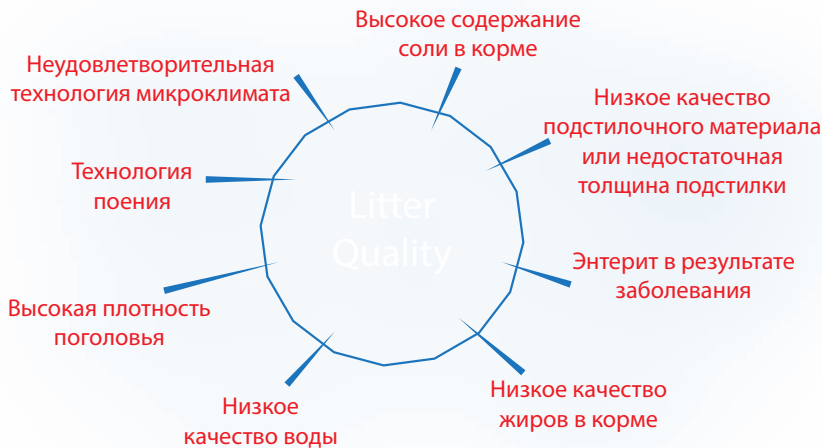 Высокое содержание
соли в корме
Неудовлетворительная
технология микроклимата
Низкое качество
подстилочного материала
или недостаточная
толщина подстилки
Технология
поения
Litter
Quality
Энтерит в результате
заболевания
Высокая плотность
поголовья
Низкое качество
жиров в корме
Низкое
качество воды